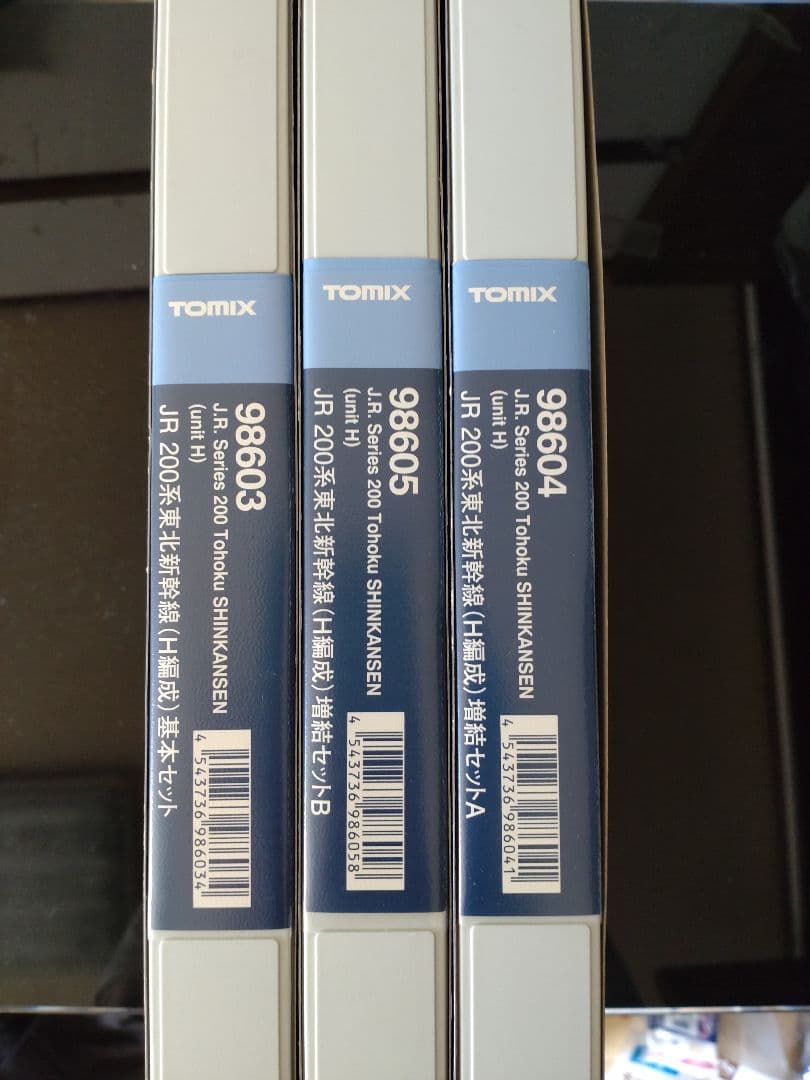 TOMIX
98603
J.R. Series 200 Tohoku SHINKANSEN
(unit H)
JR 200系東北新幹線(H編成)基本セット
4 543736 986034
TOMIX
98605
J.R. Series 200 Tohoku SHINKANSEN
(unit H)
JR 200系東北新幹線(H編成)増結セットB
4 543736 986058
TOMIX
98604
J.R. Series 200 Tohoku SHINKANSEN
(unit H)
JR 200系東北新幹線(H編成)増結セットA
4 543736 986041